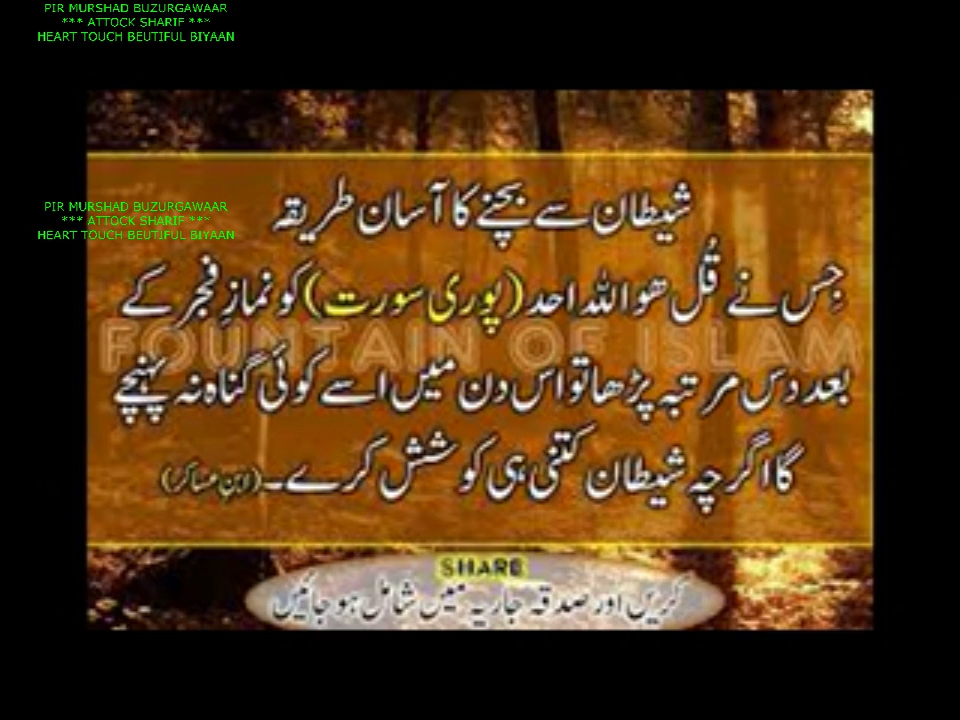 PIR MURSHAD BUZURGAWAAR
*** ATTOCK SHARIF ***
HEART TOUCH BEUTIFUL BIYAAN
شیطان سے بچنے کا آسان طریقہ
PIR MURSHAD BUZURGAWAAR
*** ATTOCK SHARIF ***
HEART TOUCH BEUTIFUL BIYAAN
جِس نے قُل ھو اللہ احد (پوری سورت) کو نمازِ فجر کے
FOUNTAIN OF ISLAM
بعد دس مرتبہ پڑھا تو اس دن میں اسے کوئی گناہ نہ پہنچے
گا اگرچہ شیطان کتنی ہی کوشش کرے۔ (ابنِ عساکر)
SHARE
کریں اور صدقہ جاریہ میں شامل ہو جائیں